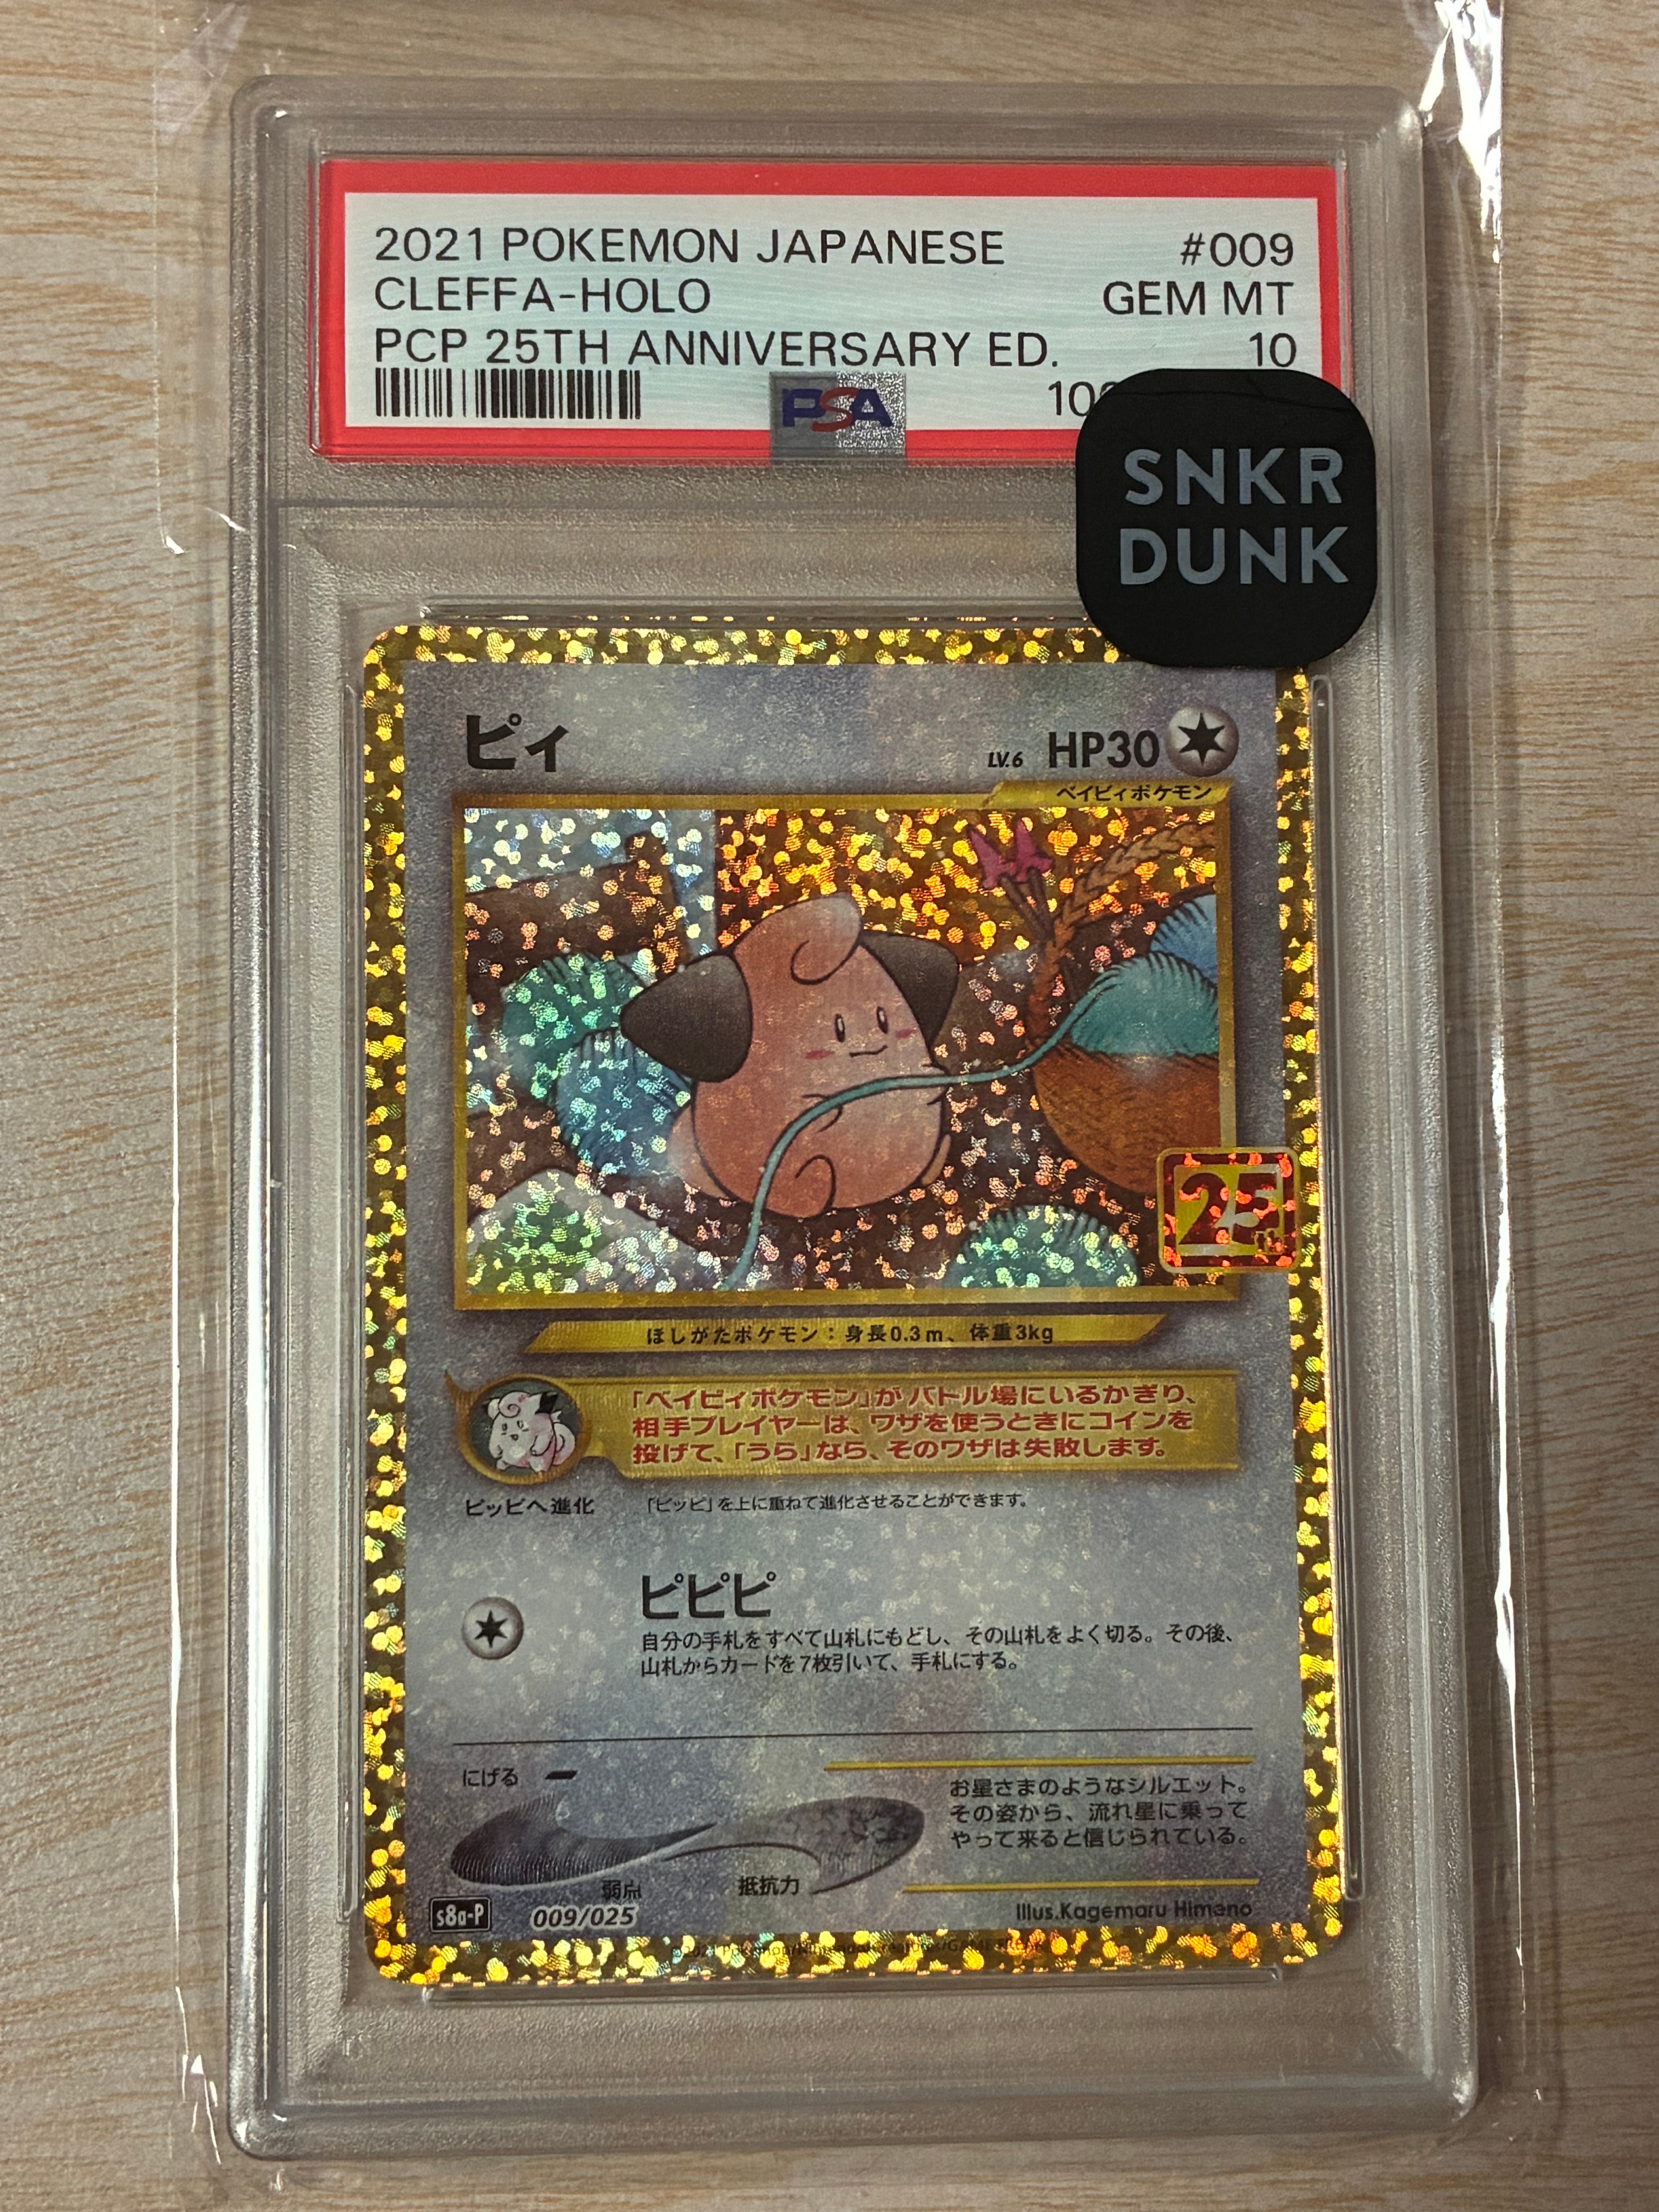 2021 POKEMON JAPANESE #009
CLEFFA-HOLO GEM MT
PCP 25TH ANNIVERSARY ED. 10
PSA
SNKR
DUNK
ピィ LV.6 HP30
ベイビィポケモン
25th
ほしがたポケモン：身長0.3m、体重3kg
「ベイビィポケモン」がバトル場にいるかぎり、
相手プレイヤーは、ワザを使うときにコインを
投げて、「うら」なら、そのワザは失敗します。
ピッピへ進化 「ピッピ」を上に重ねて進化させることができます。
ピピピ
自分の手札をすべて山札にもどし、その山札をよく切る。その後、
山札からカードを7枚引いて、手札にする。
にげる
お星さまのようなシルエット。
その姿から、流れ星に乗って
やって来ると信じられている。
弱点 抵抗力
s8a-P 009/025 Illus.Kagemaru Himeno